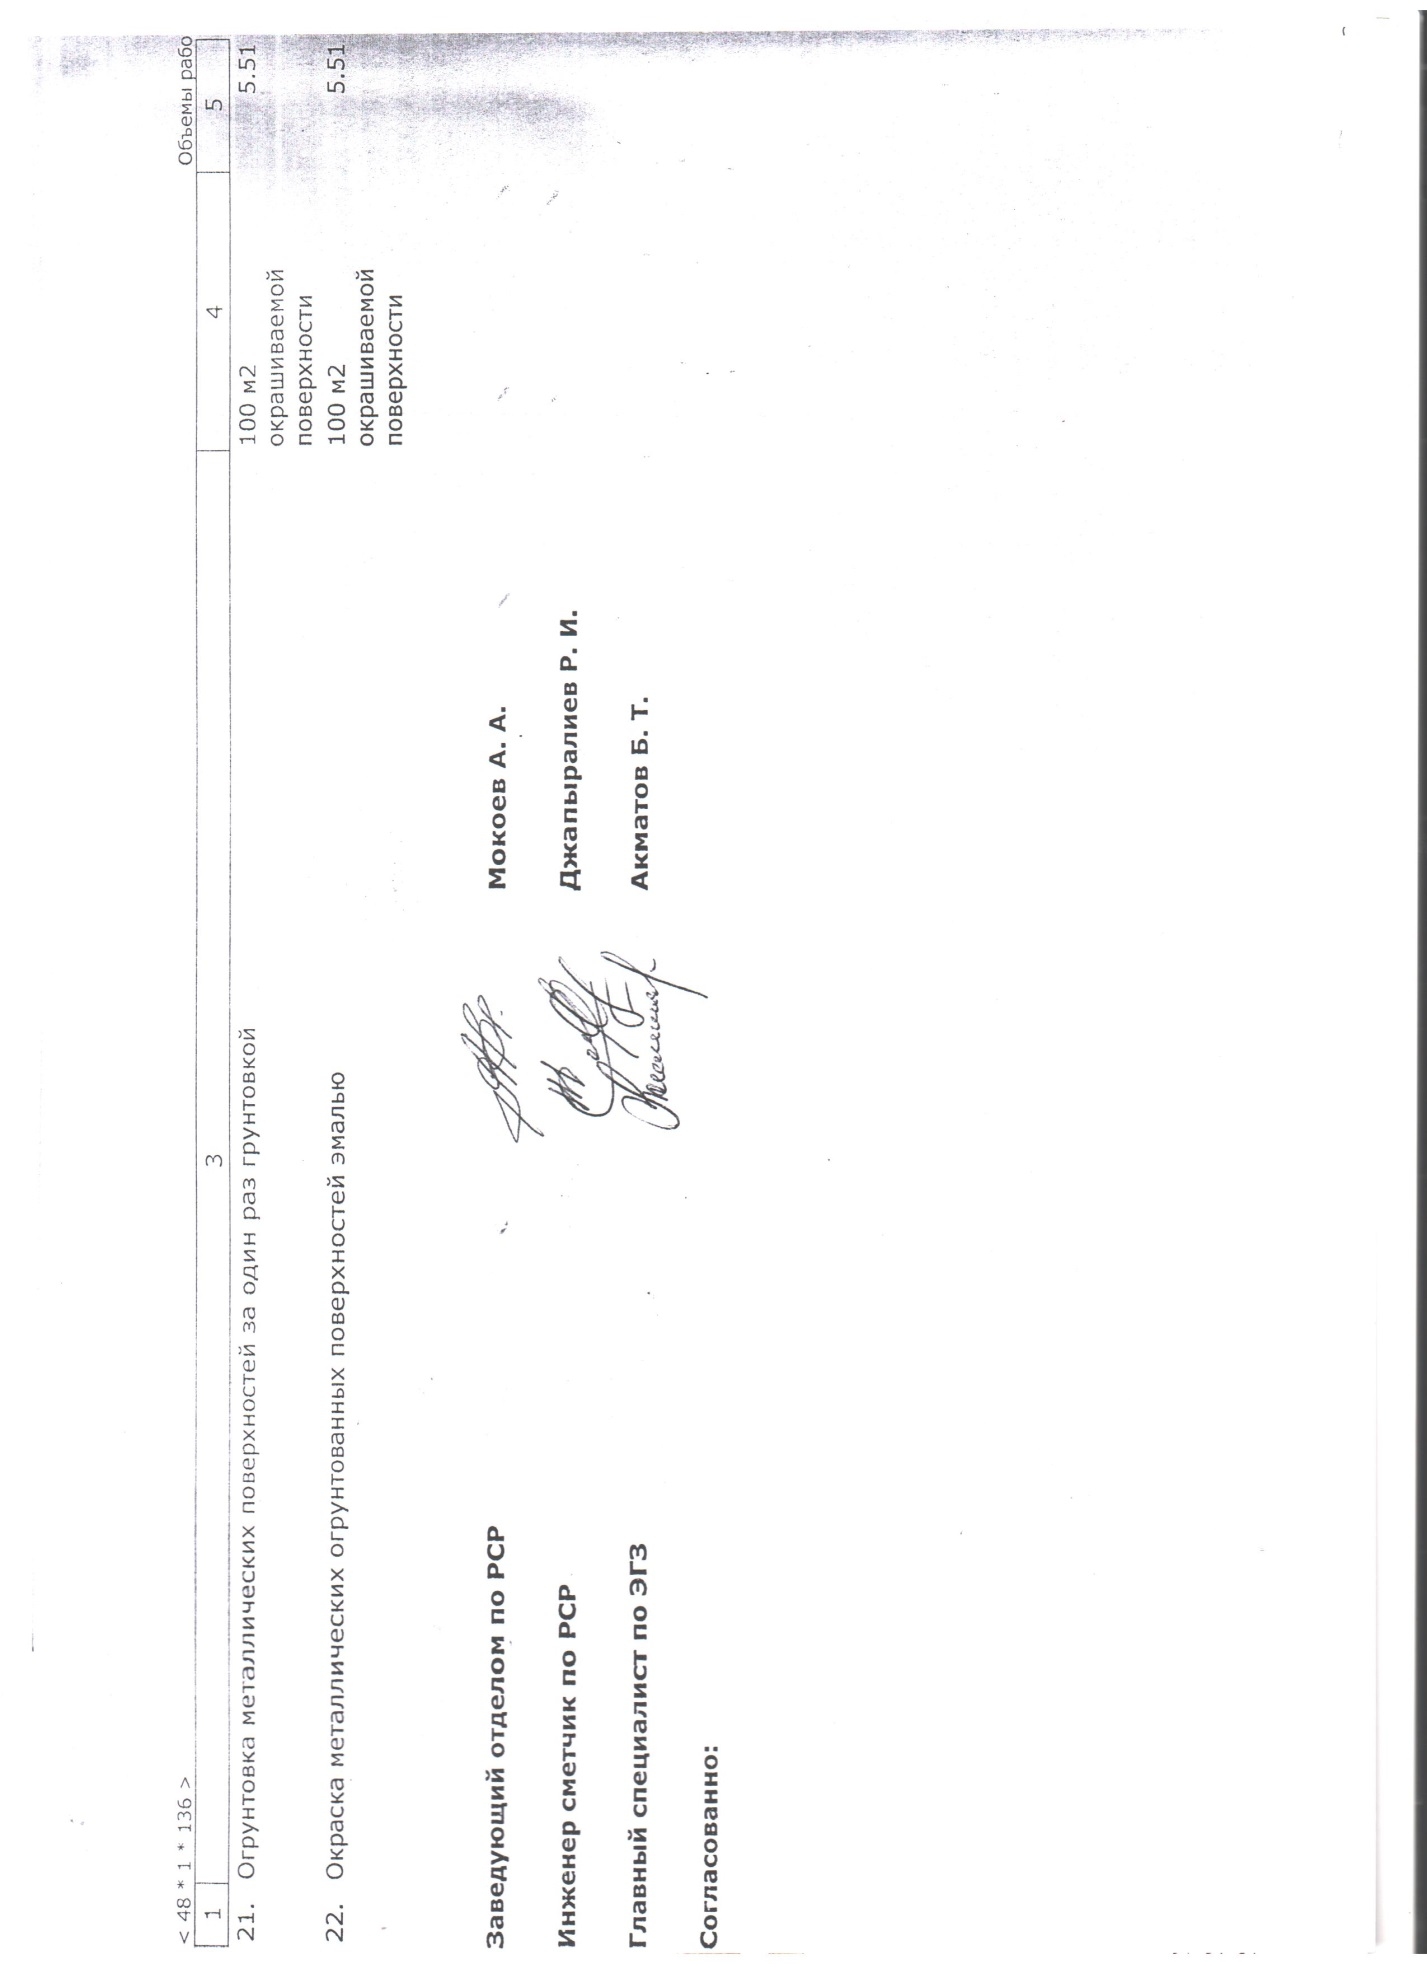 < 48 * 1 * 136 > Объемы рабо
1 3 4 5
21. Огрунтовка металлических поверхностей за один раз грунтовкой 100 м2 5.51
окрашиваемой
поверхности
22. Окраска металлических огрунтованных поверхностей эмалью 100 м2 5.51
окрашиваемой
поверхности
Заведующий отделом по РСР Мокоев А. А.
Инженер сметчик по РСР Джапыралиев Р. И.
Главный специалист по ЭГЗ Акматов Б. Т.
Согласованно: